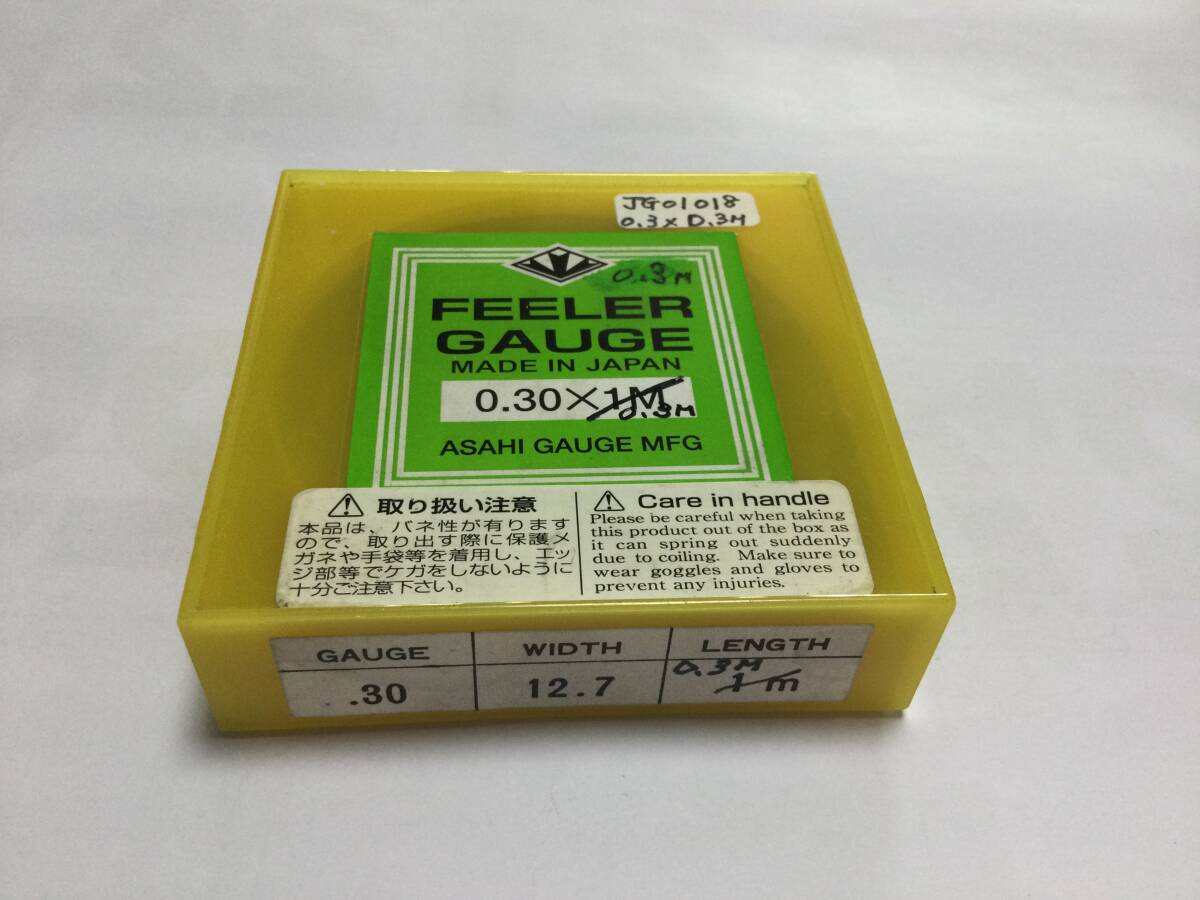 JG01018
0.3×0.3M
0.3M
FEELER
GAUGE
MADE IN JAPAN
0.30×1M
0.3M
ASAHI GAUGE MFG
取り扱い注意
本品は、バネ性が有ります
ので、取り出す際に保護メ
ガネや手袋等を着用し、エッ
ジ部等でケガをしないように
十分ご注意下さい。
Care in handle
Please be careful when taking
this product out of the box as
it can spring out suddenly
due to coiling. Make sure to
wear goggles and gloves to
prevent any injuries.
GAUGE WIDTH LENGTH
0.3M
.30 12.7 1m